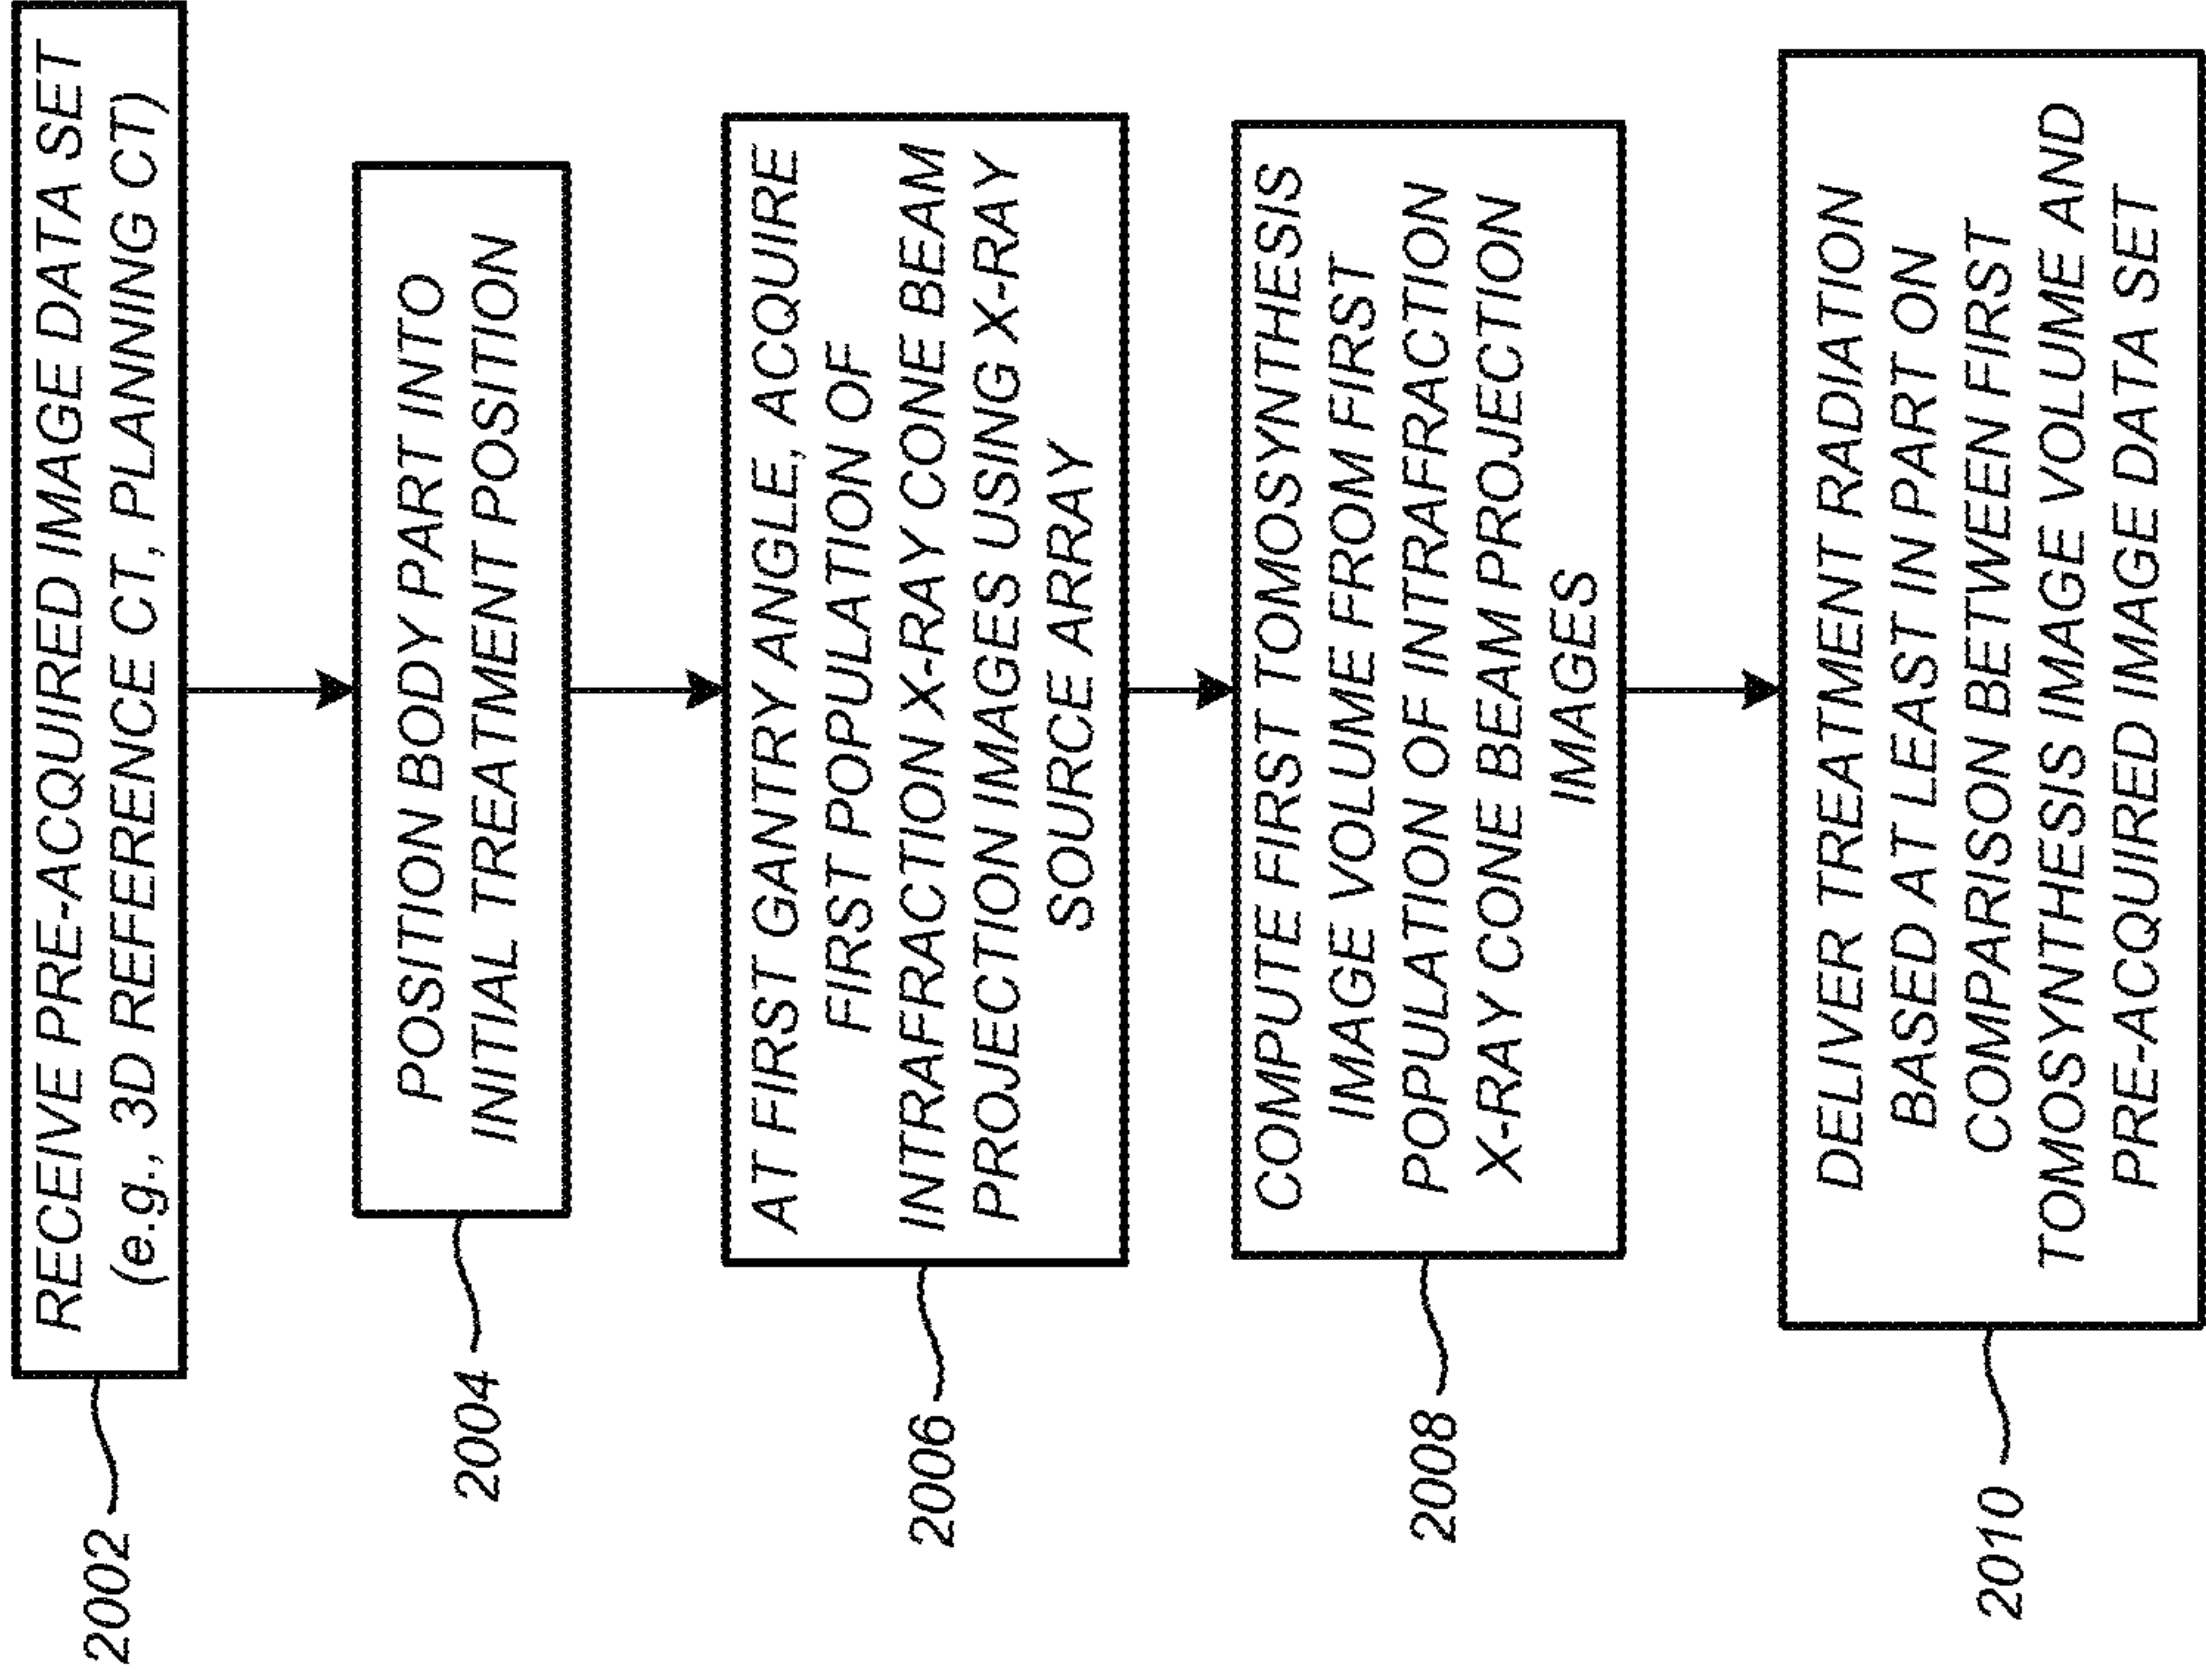 RECEIVE PRE-ACQUIRED IMAGE DATA SET
(e.g., 3D REFERENCE CT, PLANNING CT)
2002
POSITION BODY PART INTO
INITIAL TREATMENT POSITION
2004
AT FIRST GANTRY ANGLE, ACQUIRE
FIRST POPULATION OF
INTRAFRACTION X-RAY CONE BEAM
PROJECTION IMAGES USING X-RAY
SOURCE ARRAY
2006
COMPUTE FIRST TOMOSYNTHESIS
IMAGE VOLUME FROM FIRST
POPULATION OF INTRAFRACTION
X-RAY CONE BEAM PROJECTION
IMAGES
2008
DELIVER TREATMENT RADIATION
BASED AT LEAST IN PART ON
COMPARISON BETWEEN FIRST
TOMOSYNTHESIS IMAGE VOLUME AND
PRE-ACQUIRED IMAGE DATA SET
2010